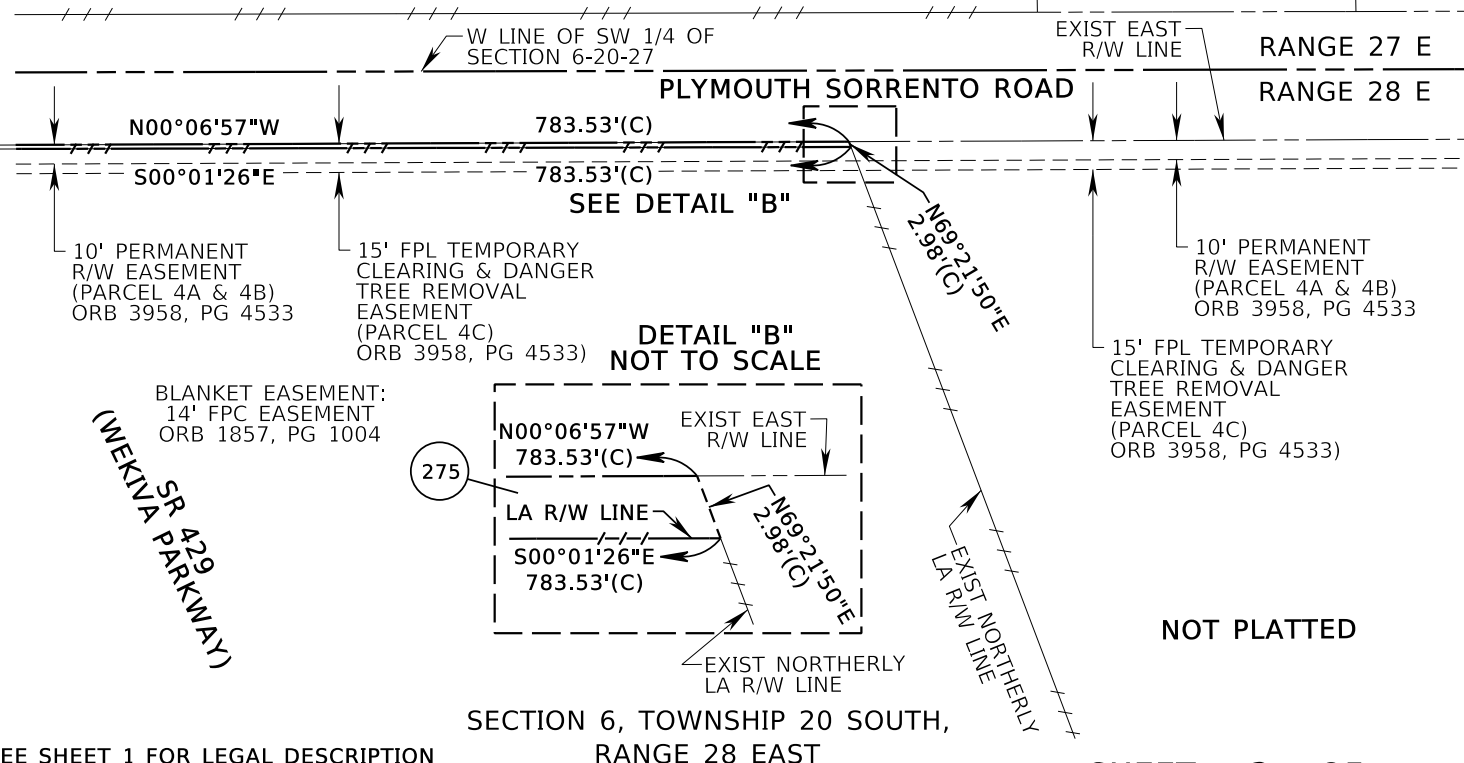 W LINE OF SW 1/4 OF
SECTION 6-20-27
EXIST EAST
R/W LINE
RANGE 27 E
RANGE 28 E
PLYMOUTH SORRENTO ROAD
N00°06'57"W
783.53'(C)
S00°01'26"E
783.53'(C)
SEE DETAIL "B"
N69°21'50"E
2.98'(C)
10' PERMANENT
R/W EASEMENT
(PARCEL 4A & 4B)
ORB 3958, PG 4533
15' FPL TEMPORARY
CLEARING & DANGER
TREE REMOVAL
EASEMENT
(PARCEL 4C)
ORB 3958, PG 4533)
10' PERMANENT
R/W EASEMENT
(PARCEL 4A & 4B)
ORB 3958, PG 4533
15' FPL TEMPORARY
CLEARING & DANGER
TREE REMOVAL
EASEMENT
(PARCEL 4C)
ORB 3958, PG 4533)
BLANKET EASEMENT:
14' FPC EASEMENT
ORB 1857, PG 1004
SR 429
(WEKIVA PARKWAY)
DETAIL "B"
NOT TO SCALE
EXIST EAST
R/W LINE
N00°06'57"W
783.53'(C)
275
LA R/W LINE
S00°01'26"E
783.53'(C)
N69°21'50"E
2.98'(C)
EXIST NORTHERLY
LA R/W LINE
EXIST NORTHERLY
LA R/W LINE
NOT PLATTED
SECTION 6, TOWNSHIP 20 SOUTH,
RANGE 28 EAST
EE SHEET 1 FOR LEGAL DESCRIPTION